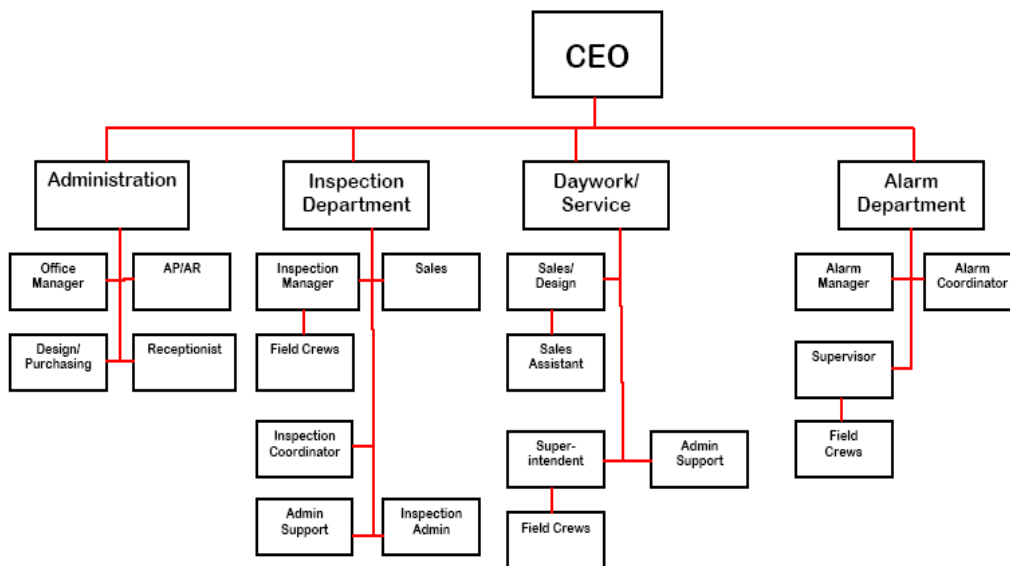 CEO
Administration
Inspection
Department
Daywork/
Service
Alarm
Department
Office
Manager
AP/AR
Inspection
Manager
Sales
Sales/
Design
Alarm
Manager
Alarm
Coordinator
Design/
Purchasing
Receptionist
Field Crews
Sales
Assistant
Supervisor
Inspection
Coordinator
Super-
intendent
Admin
Support
Field
Crews
Admin
Support
Inspection
Admin
Field Crews